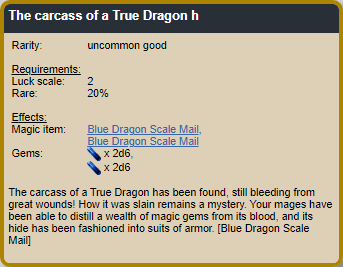 The carcass of a True Dragon h
Rarity: uncommon good
Requirements:
Luck scale: 2
Rare: 20%
Effects:
Magic item: Blue Dragon Scale Mail,
Blue Dragon Scale Mail
Gems: x 2d6,
x 2d6
The carcass of a True Dragon has been found, still bleeding from
great wounds! How it was slain remains a mystery. Your mages have
been able to distill a wealth of magic gems from its blood, and its
hide has been fashioned into suits of armor. [Blue Dragon Scale
Mail]